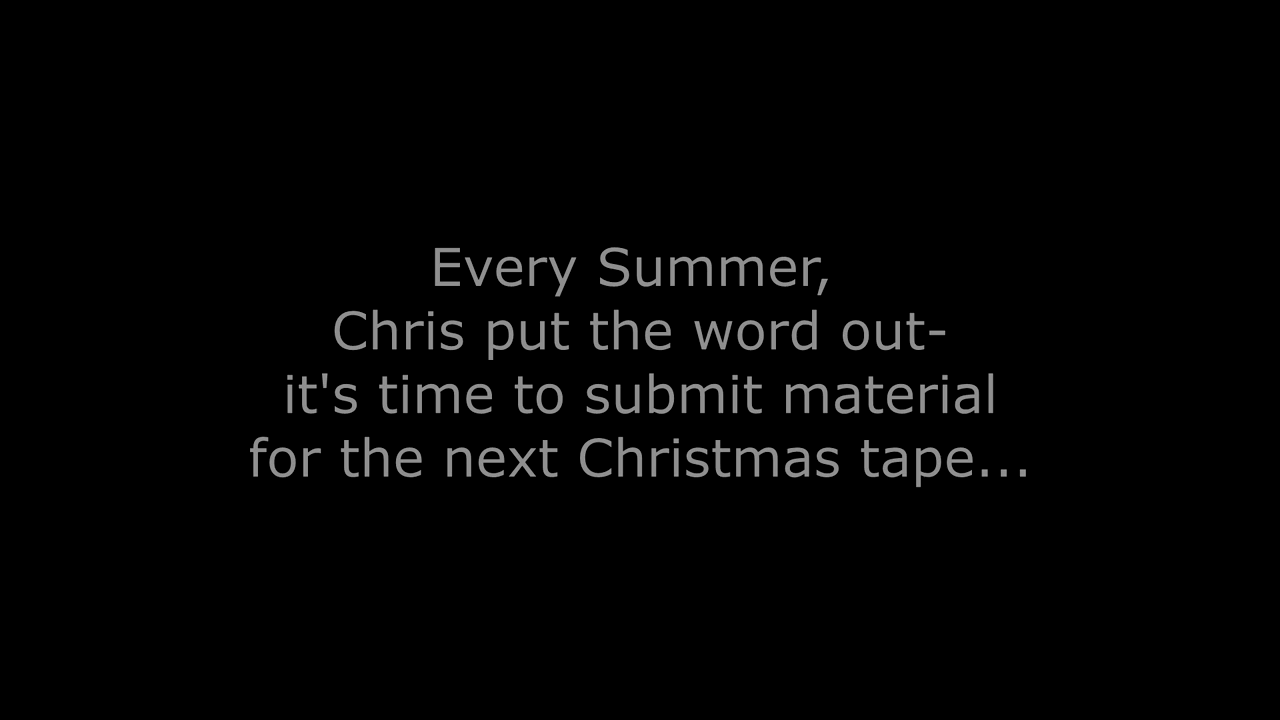 Every Summer,
Chris put the word out-
it's time to submit material
for the next Christmas tape...